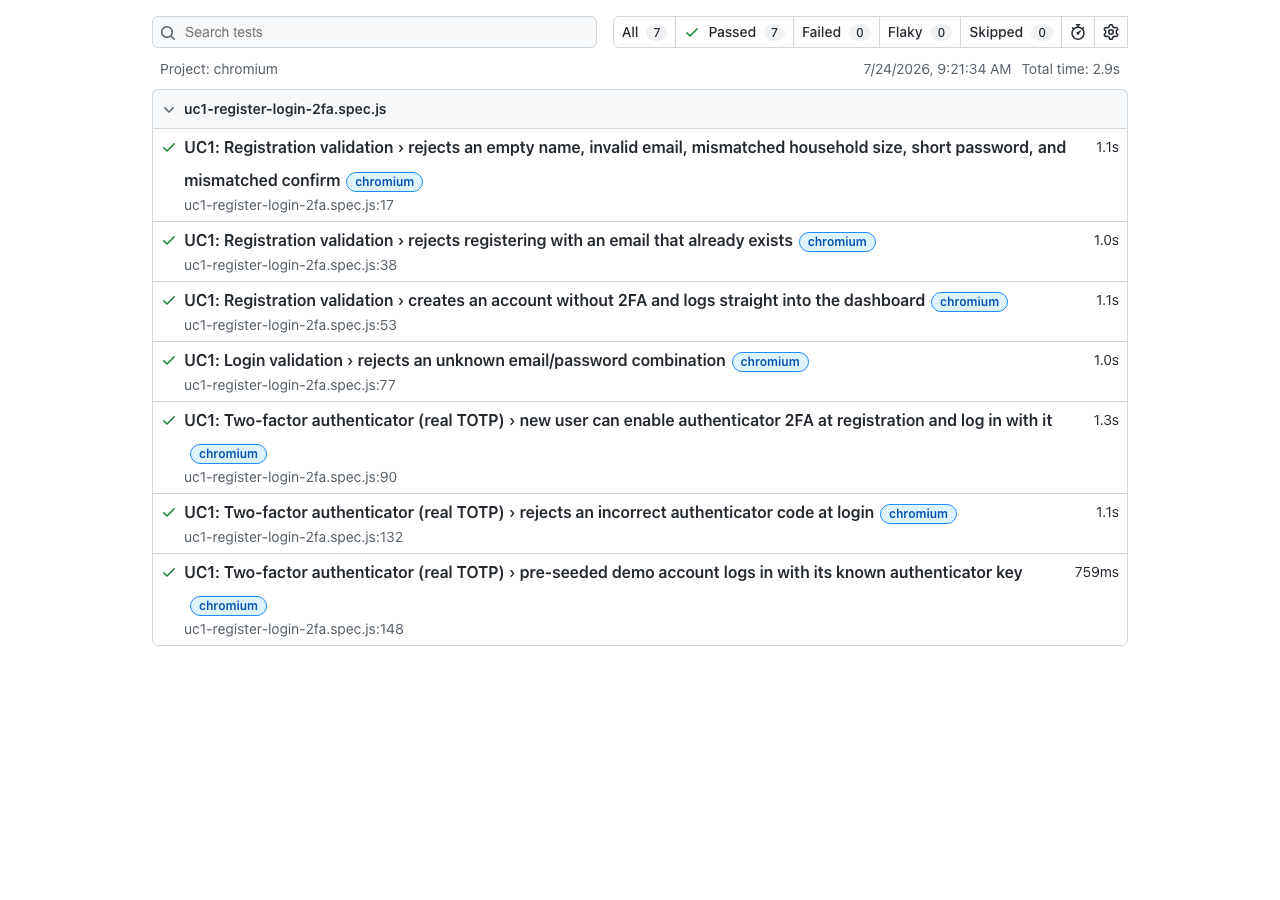 Search tests
All 7 Passed 7 Failed 0 Flaky 0 Skipped 0
Project: chromium 7/24/2026, 9:21:34 AM Total time: 2.9s
uc1-register-login-2fa.spec.js
UC1: Registration validation › rejects an empty name, invalid email, mismatched household size, short password, and 1.1s
mismatched confirm chromium
uc1-register-login-2fa.spec.js:17
UC1: Registration validation › rejects registering with an email that already exists chromium 1.0s
uc1-register-login-2fa.spec.js:38
UC1: Registration validation › creates an account without 2FA and logs straight into the dashboard chromium 1.1s
uc1-register-login-2fa.spec.js:53
UC1: Login validation › rejects an unknown email/password combination chromium 1.0s
uc1-register-login-2fa.spec.js:77
UC1: Two-factor authenticator (real TOTP) › new user can enable authenticator 2FA at registration and log in with it 1.3s
chromium
uc1-register-login-2fa.spec.js:90
UC1: Two-factor authenticator (real TOTP) › rejects an incorrect authenticator code at login chromium 1.1s
uc1-register-login-2fa.spec.js:132
UC1: Two-factor authenticator (real TOTP) › pre-seeded demo account logs in with its known authenticator key 759ms
chromium
uc1-register-login-2fa.spec.js:148